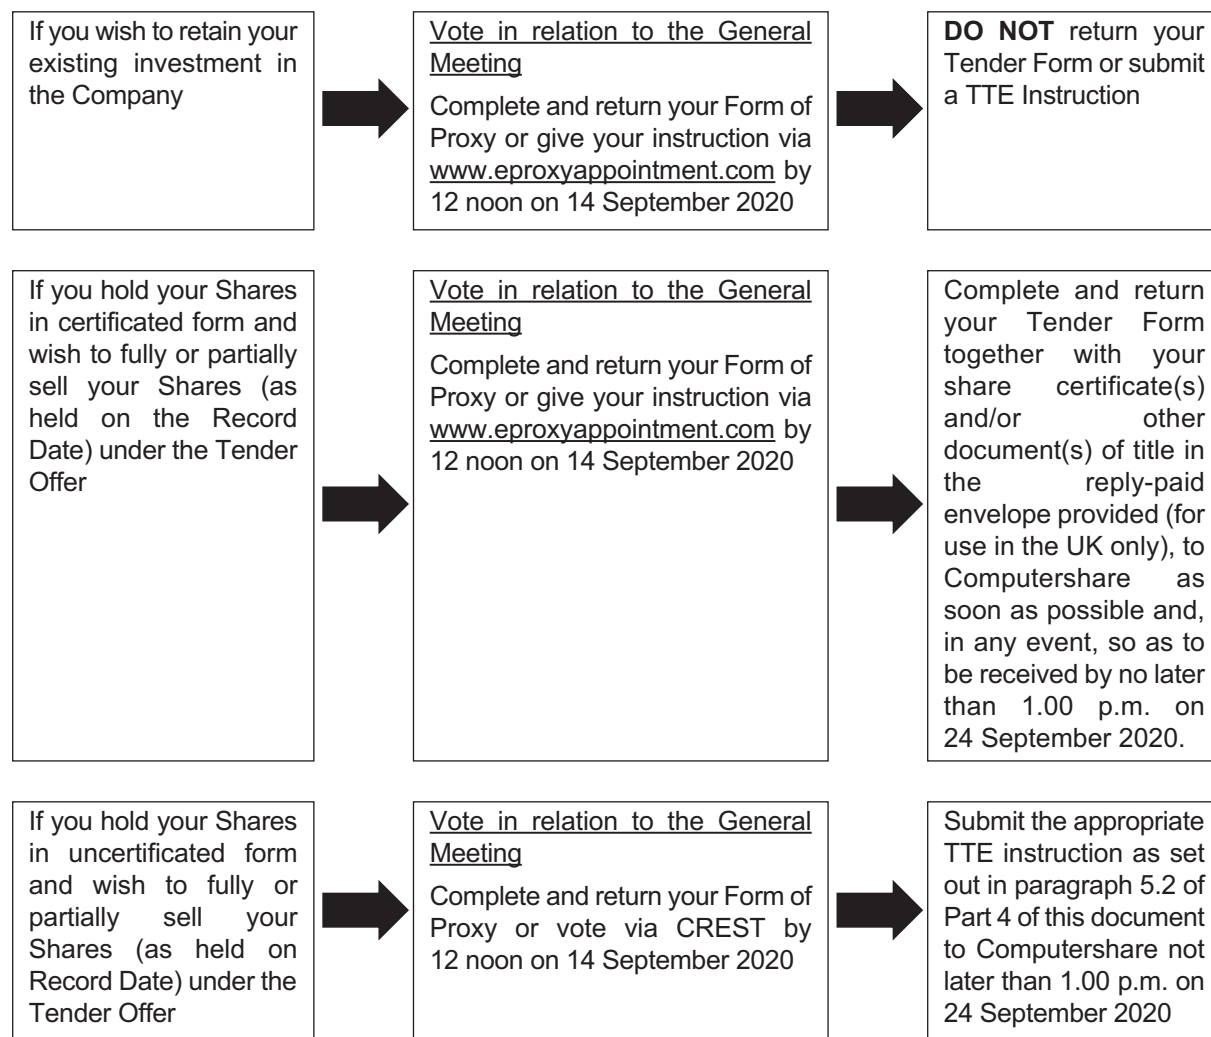 If you wish to retain your
existing investment in
the Company
Vote in relation to the General
Meeting
Complete and return your Form of
Proxy or give your instruction via
www.eproxyappointment.com by
12 noon on 14 September 2020
DO NOT return your
Tender Form or submit
a TTE Instruction
If you hold your Shares
in certificated form and
wish to fully or partially
sell your Shares (as
held on the Record
Date) under the Tender
Offer
Vote in relation to the General
Meeting
Complete and return your Form of
Proxy or give your instruction via
www.eproxyappointment.com by
12 noon on 14 September 2020
Complete and return
your Tender Form
together with your
share certificate(s)
and/or other
document(s) of title in
the reply-paid
envelope provided (for
use in the UK only), to
Computershare as
soon as possible and,
in any event, so as to
be received by no later
than 1.00 p.m. on
24 September 2020.
If you hold your Shares
in uncertificated form
and wish to fully or
partially sell your
Shares (as held on
Record Date) under the
Tender Offer
Vote in relation to the General
Meeting
Complete and return your Form of
Proxy or vote via CREST by
12 noon on 14 September 2020
Submit the appropriate
TTE instruction as set
out in paragraph 5.2 of
Part 4 of this document
to Computershare not
later than 1.00 p.m. on
24 September 2020